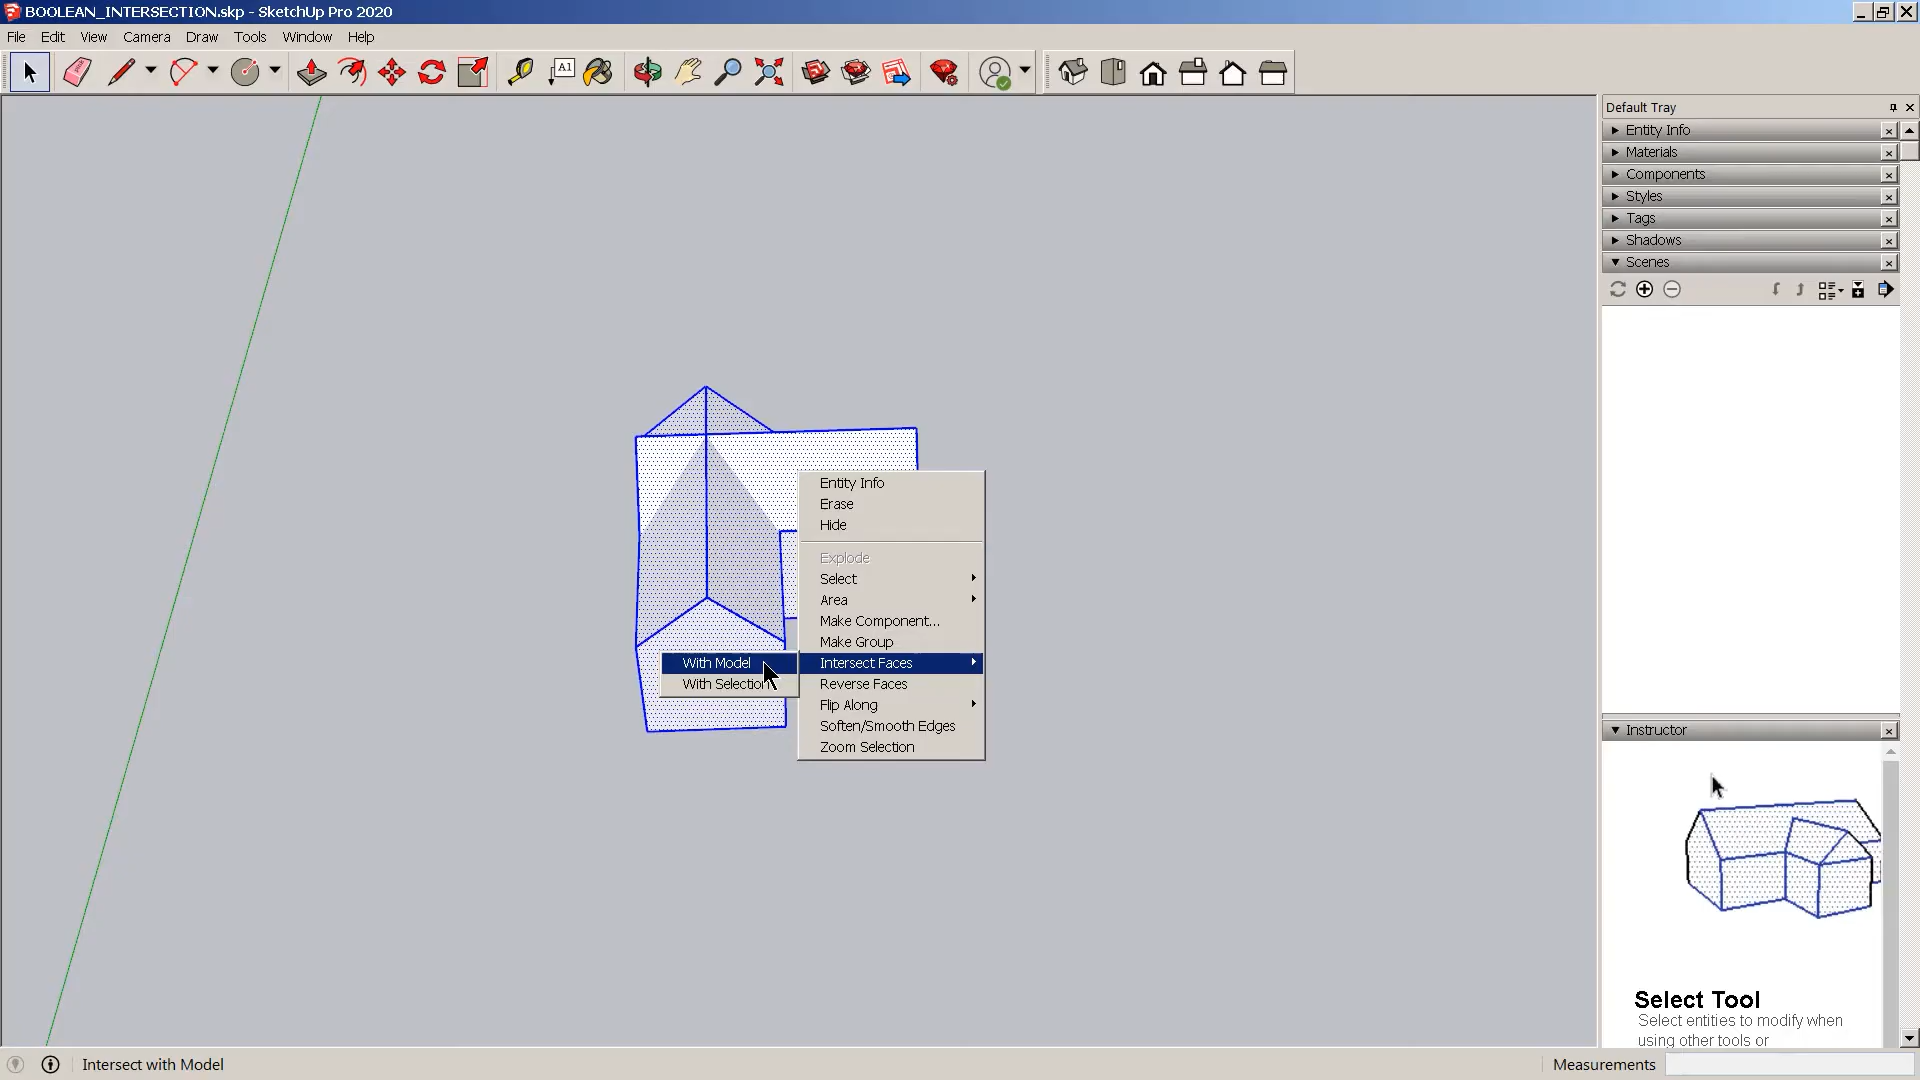 BOOLEAN_INTERSECTION.skp - SketchUp Pro 2020
File Edit View Camera Draw Tools Window Help
A1
Default Tray
Entity Info
Materials
Components
Styles
Tags
Shadows
Scenes
Entity Info
Erase
Hide
Explode
Select
Area
Make Component...
Make Group
Intersect Faces
Reverse Faces
Flip Along
Soften/Smooth Edges
Zoom Selection
With Model
With Selection
Instructor
Select Tool
Select entities to modify when
using other tools or
Intersect with Model
Measurements